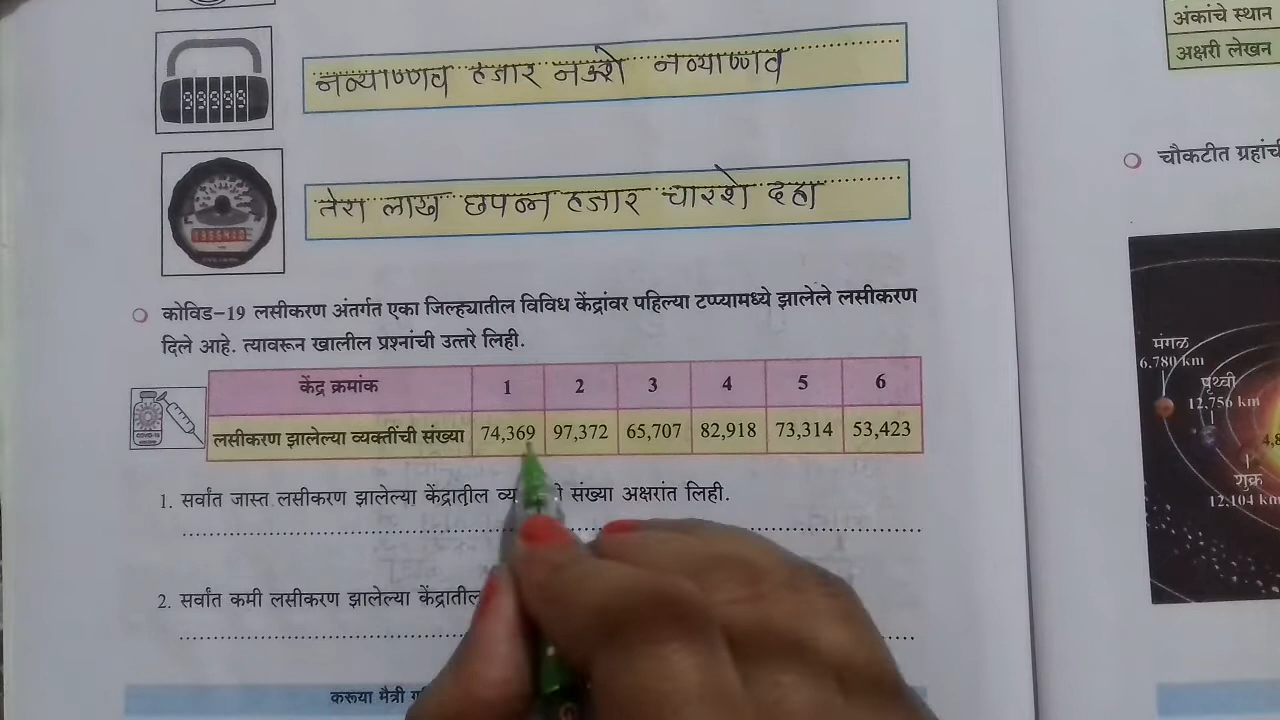 99999
नव्याण्णव हजार नऊशे नव्याण्णव
1356410
तेरा लाख छपन्न हजार चारशे दहा
कोविड-19 लसीकरण अंतर्गत एका जिल्ह्यातील विविध केंद्रांवर पहिल्या टप्प्यामध्ये झालेले लसीकरण
दिले आहे. त्यावरून खालील प्रश्नांची उत्तरे लिही.
केंद्र क्रमांक 1 2 3 4 5 6
लसीकरण झालेल्या व्यक्तींची संख्या 74,369 97,372 65,707 82,918 73,314 53,423
1. सर्वांत जास्त लसीकरण झालेल्या केंद्रातील संख्या अक्षरांत लिही.
2. सर्वांत कमी लसीकरण झालेल्या केंद्रातील
करूया मैत्री
अंकांचे स्थान
अक्षरी लेखन
चौकटीत
मंगळ
6,780 km
पृथ्वी
12,756 km
शुक्र
12,104 km